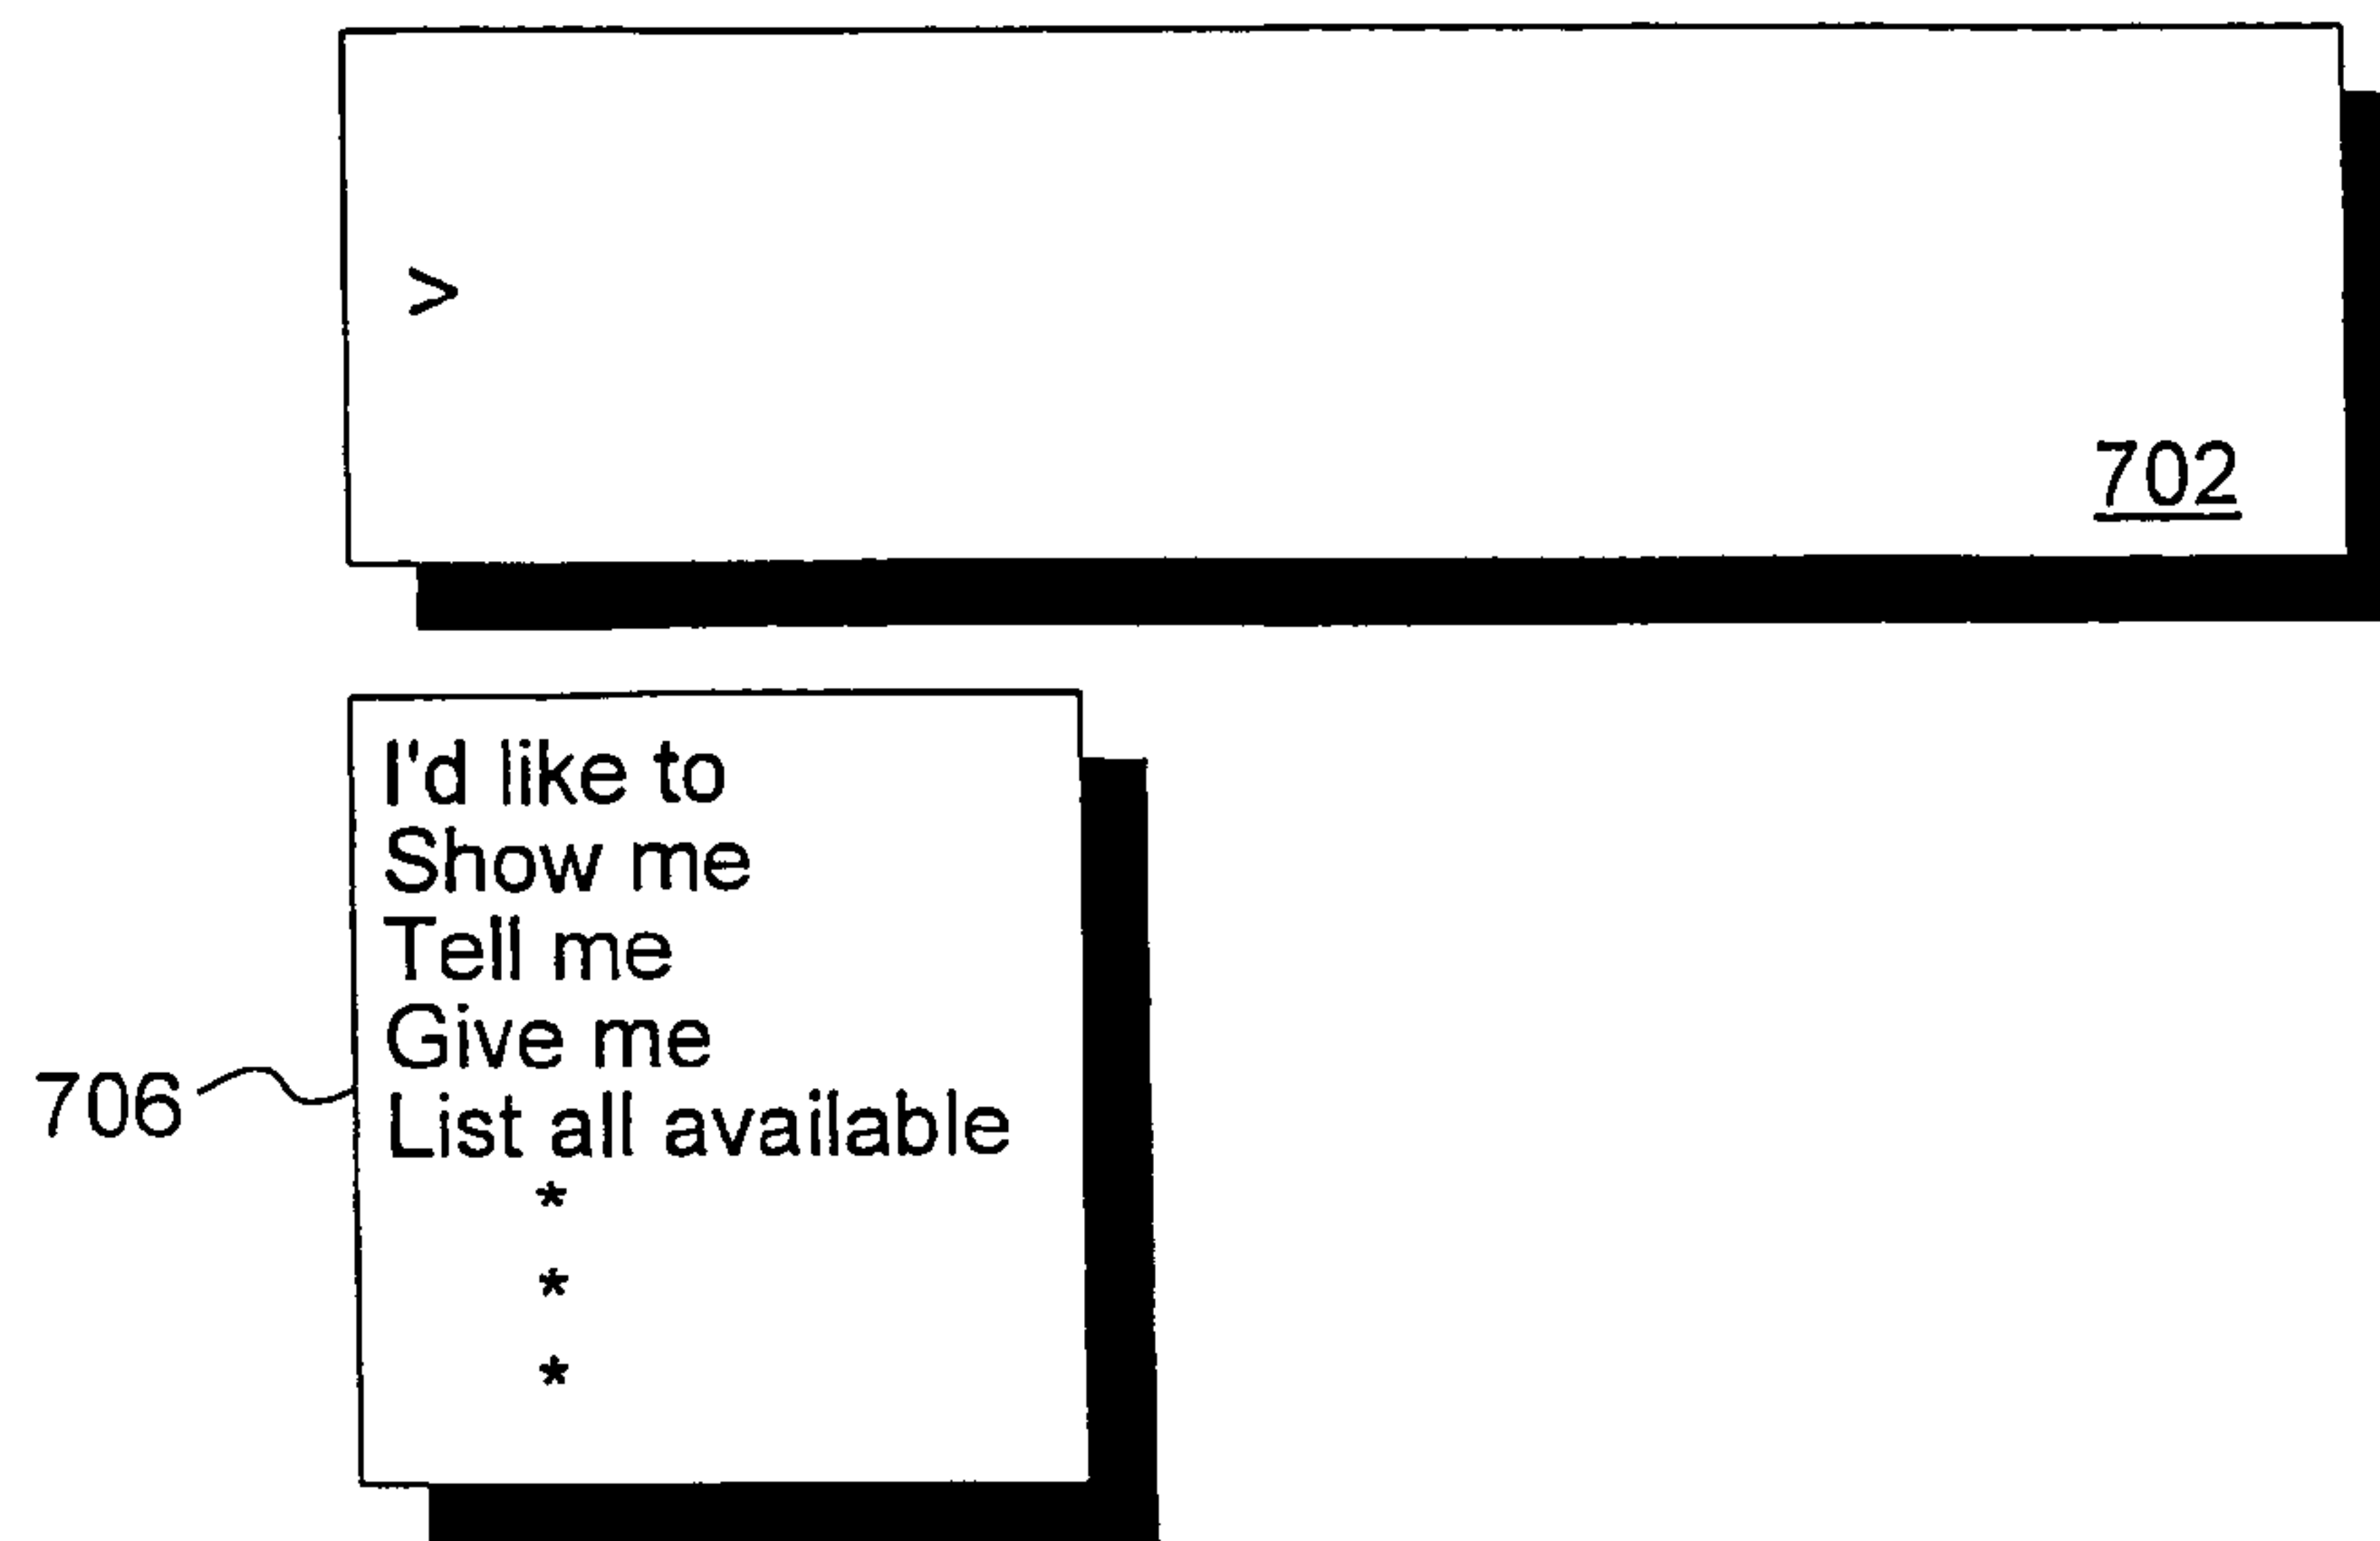 >
702
I'd like to
Show me
Tell me
Give me
706
List all available
*
*
*